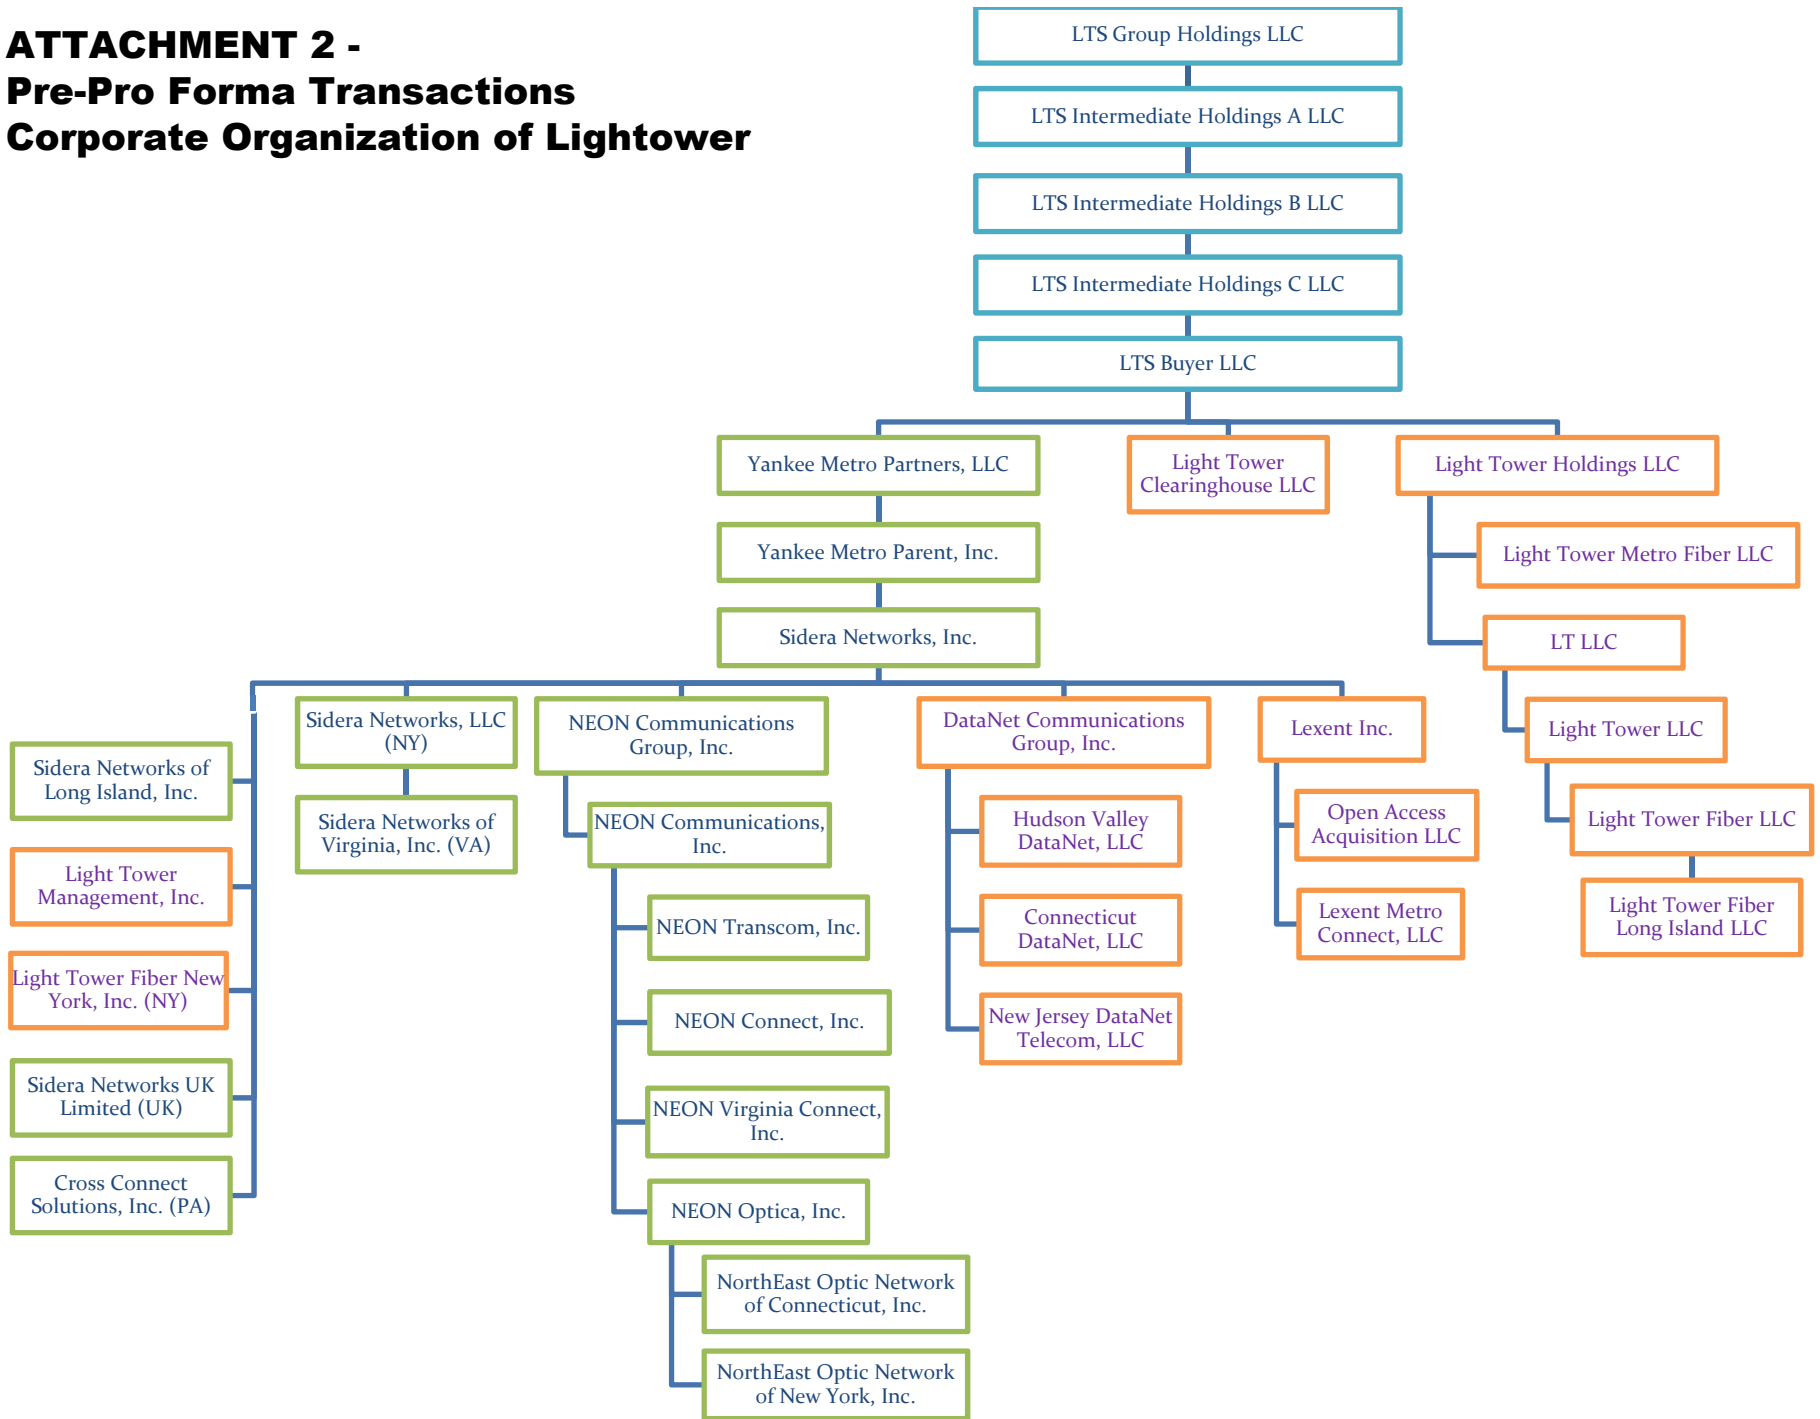 ATTACHMENT 2 -
Pre-Pro Forma Transactions
Corporate Organization of Lightower
LTS Group Holdings LLC
LTS Intermediate Holdings A LLC
LTS Intermediate Holdings B LLC
LTS Intermediate Holdings C LLC
LTS Buyer LLC
Yankee Metro Partners, LLC
Light Tower
Clearinghouse LLC
Light Tower Holdings LLC
Yankee Metro Parent, Inc.
Light Tower Metro Fiber LLC
Sidera Networks, Inc.
LT LLC
Light Tower LLC
Light Tower Fiber LLC
Light Tower Fiber
Long Island LLC
Sidera Networks of
Long Island, Inc.
Light Tower
Management, Inc.
Light Tower Fiber New
York, Inc. (NY)
Sidera Networks UK
Limited (UK)
Cross Connect
Solutions, Inc. (PA)
Sidera Networks, LLC
(NY)
Sidera Networks of
Virginia, Inc. (VA)
NEON Communications
Group, Inc.
NEON Communications,
Inc.
NEON Transcom, Inc.
NEON Connect, Inc.
NEON Virginia Connect,
Inc.
NEON Optica, Inc.
NorthEast Optic Network
of Connecticut, Inc.
NorthEast Optic Network
of New York, Inc.
DataNet Communications
Group, Inc.
Hudson Valley
DataNet, LLC
Connecticut
DataNet, LLC
New Jersey DataNet
Telecom, LLC
Lexent Inc.
Open Access
Acquisition LLC
Lexent Metro
Connect, LLC